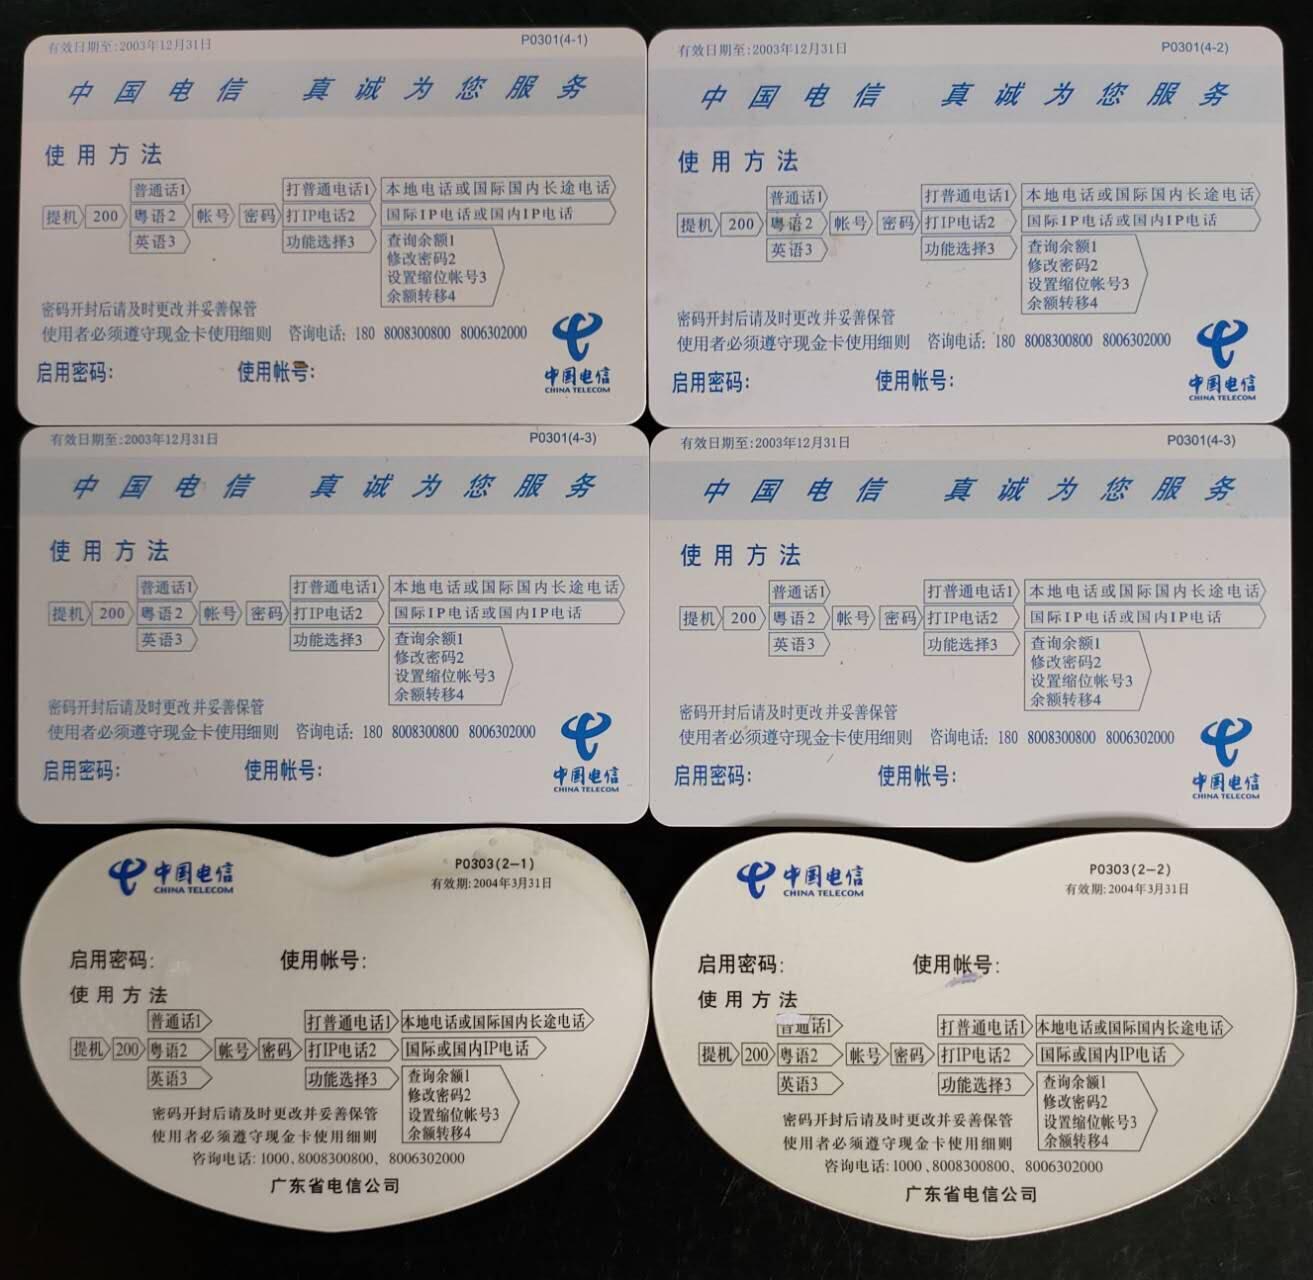 有效日期至:2003年12月31日 P0301(4-1)
中国电信 真诚为您服务
使用方法
普通话1 打普通电话1 本地电话或国际国内长途电话
提机 200 粤语2 帐号 密码 打IP电话2 国际IP电话或国内IP电话
英语3 功能选择3 查询余额1
修改密码2
设置缩位帐号3
余额转移4
密码开封后请及时更改并妥善保管
使用者必须遵守现金卡使用细则 咨询电话: 180 8008300800 8006302000
启用密码: 使用帐号:
中国电信
CHINA TELECOM
有效日期至:2003年12月31日 P0301(4-2)
中国电信 真诚为您服务
使用方法
普通话1 打普通电话1 本地电话或国际国内长途电话
提机 200 粤语2 帐号 密码 打IP电话2 国际IP电话或国内IP电话
英语3 功能选择3 查询余额1
修改密码2
设置缩位帐号3
余额转移4
密码开封后请及时更改并妥善保管
使用者必须遵守现金卡使用细则 咨询电话: 180 8008300800 8006302000
启用密码: 使用帐号:
中国电信
CHINA TELECOM
有效日期至:2003年12月31日 P0301(4-3)
中国电信 真诚为您服务
使用方法
普通话1 打普通电话1 本地电话或国际国内长途电话
提机 200 粤语2 帐号 密码 打IP电话2 国际IP电话或国内IP电话
英语3 功能选择3 查询余额1
修改密码2
设置缩位帐号3
余额转移4
密码开封后请及时更改并妥善保管
使用者必须遵守现金卡使用细则 咨询电话: 180 8008300800 8006302000
启用密码: 使用帐号:
中国电信
CHINA TELECOM
有效日期至:2003年12月31日 P0301(4-3)
中国电信 真诚为您服务
使用方法
普通话1 打普通电话1 本地电话或国际国内长途电话
提机 200 粤语2 帐号 密码 打IP电话2 国际IP电话或国内IP电话
英语3 功能选择3 查询余额1
修改密码2
设置缩位帐号3
余额转移4
密码开封后请及时更改并妥善保管
使用者必须遵守现金卡使用细则 咨询电话: 180 8008300800 8006302000
启用密码: 使用帐号:
中国电信
CHINA TELECOM
中国电信
CHINA TELECOM
P0303(2-1)
有效期:2004年3月31日
启用密码: 使用帐号:
使用方法
普通话1 打普通电话1 本地电话或国际国内长途电话
提机 200 粤语2 帐号 密码 打IP电话2 国际或国内IP电话
英语3 功能选择3 查询余额1
修改密码2
设置缩位帐号3
余额转移4
密码开封后请及时更改并妥善保管
使用者必须遵守现金卡使用细则
咨询电话:1000、8008300800、8006302000
广东省电信公司
中国电信
CHINA TELECOM
P0303(2-2)
有效期:2004年3月31日
启用密码: 使用帐号:
使用方法
普通话1 打普通电话1 本地电话或国际国内长途电话
提机 200 粤语2 帐号 密码 打IP电话2 国际或国内IP电话
英语3 功能选择3 查询余额1
修改密码2
设置缩位帐号3
余额转移4
密码开封后请及时更改并妥善保管
使用者必须遵守现金卡使用细则
咨询电话:1000、8008300800、8006302000
广东省电信公司